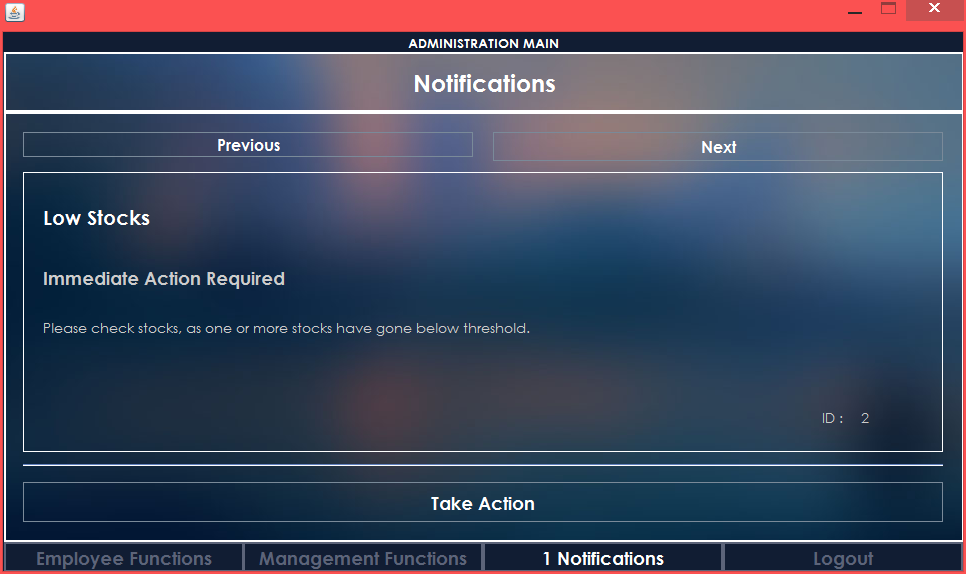 ADMINISTRATION MAIN
Notifications
Previous
Next
Low Stocks
Immediate Action Required
Please check stocks, as one or more stocks have gone below threshold.
ID : 2
Take Action
Employee Functions
Management Functions
1 Notifications
Logout